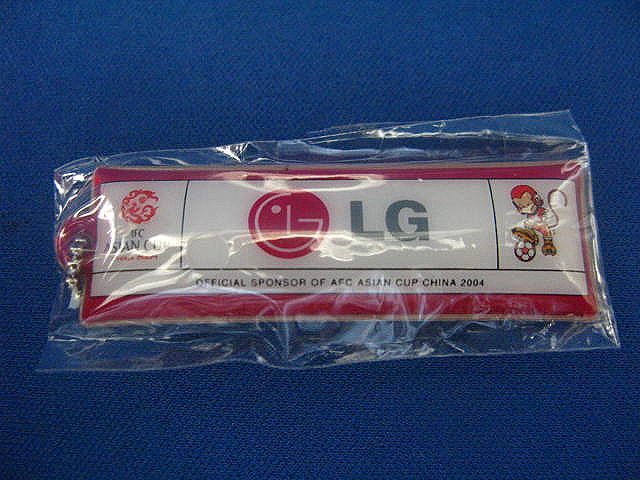 AFC
ASIAN CUP
LG
OFFICIAL SPONSOR OF AFC ASIAN CUP CHINA 2004